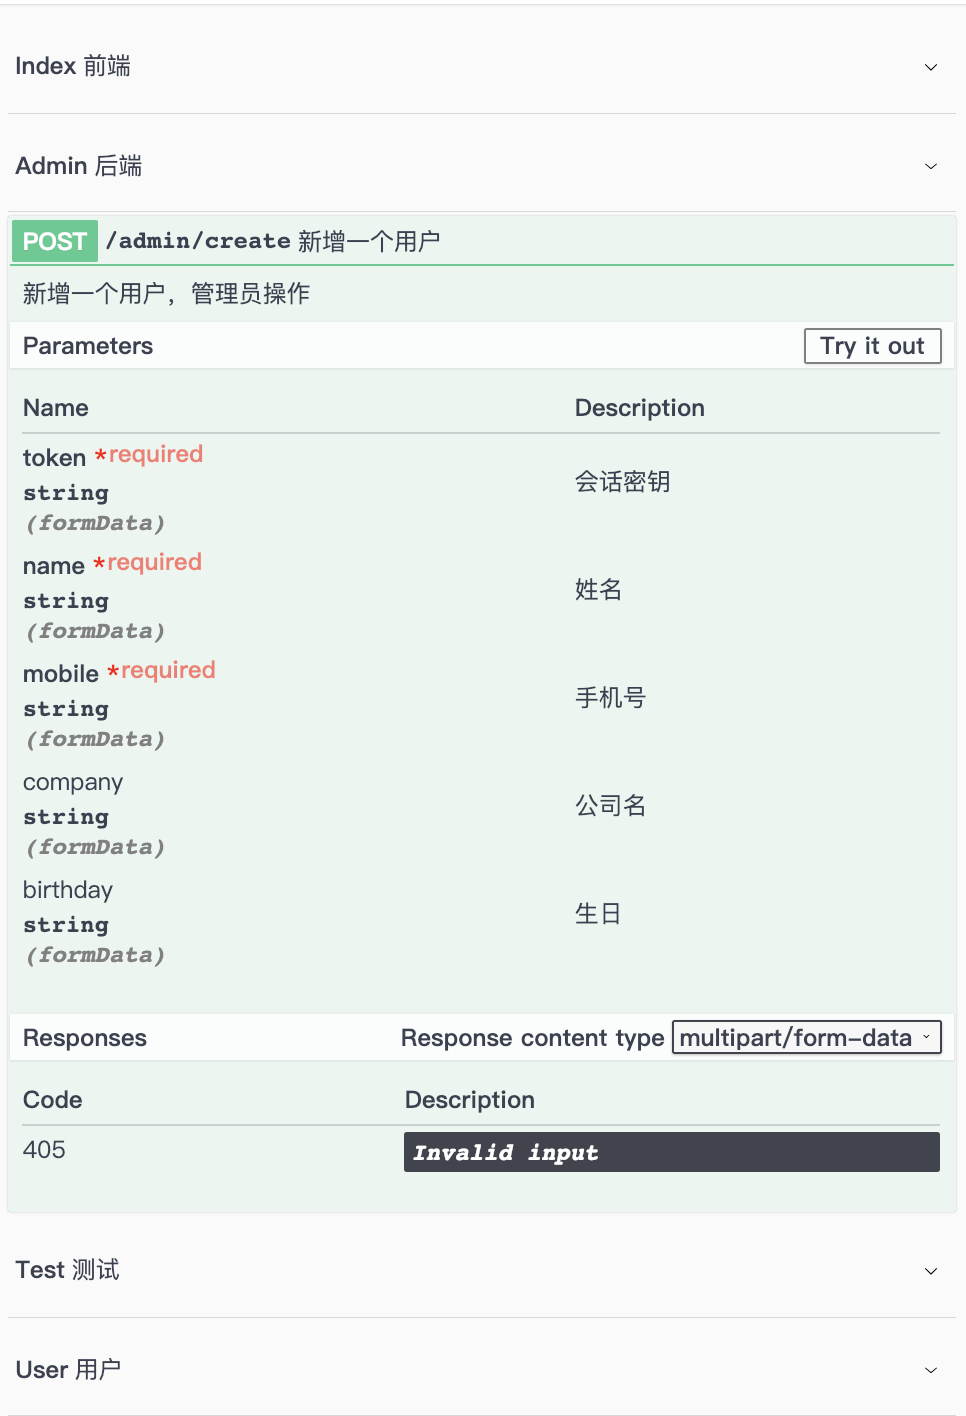 Index 前端
Admin 后端
POST /admin/create 新增一个用户
新增一个用户，管理员操作
Parameters Try it out
Name Description
token *required
string
(formData)
会话密钥
name *required
string
(formData)
姓名
mobile *required
string
(formData)
手机号
company
string
(formData)
公司名
birthday
string
(formData)
生日
Responses Response content type multipart/form-data
Code Description
405 Invalid input
Test 测试
User 用户